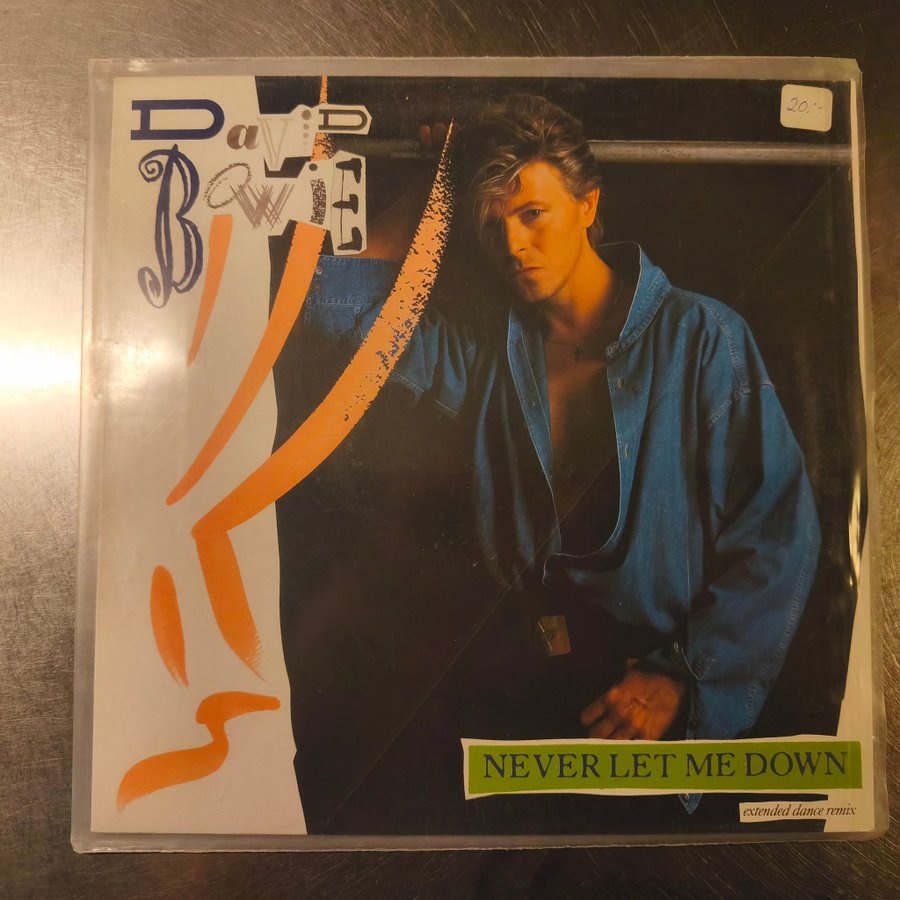 DaViD
BOWiE
20:-
NEVER LET ME DOWN
extended dance remix